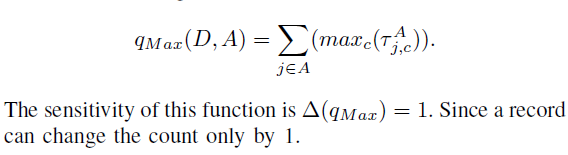 q_{Max}(D, A) = \sum_{j \in A} (max_c(\tau^A_{j,c})).
The sensitivity of this function is Δ(q_{Max}) = 1. Since a record
can change the count only by 1.